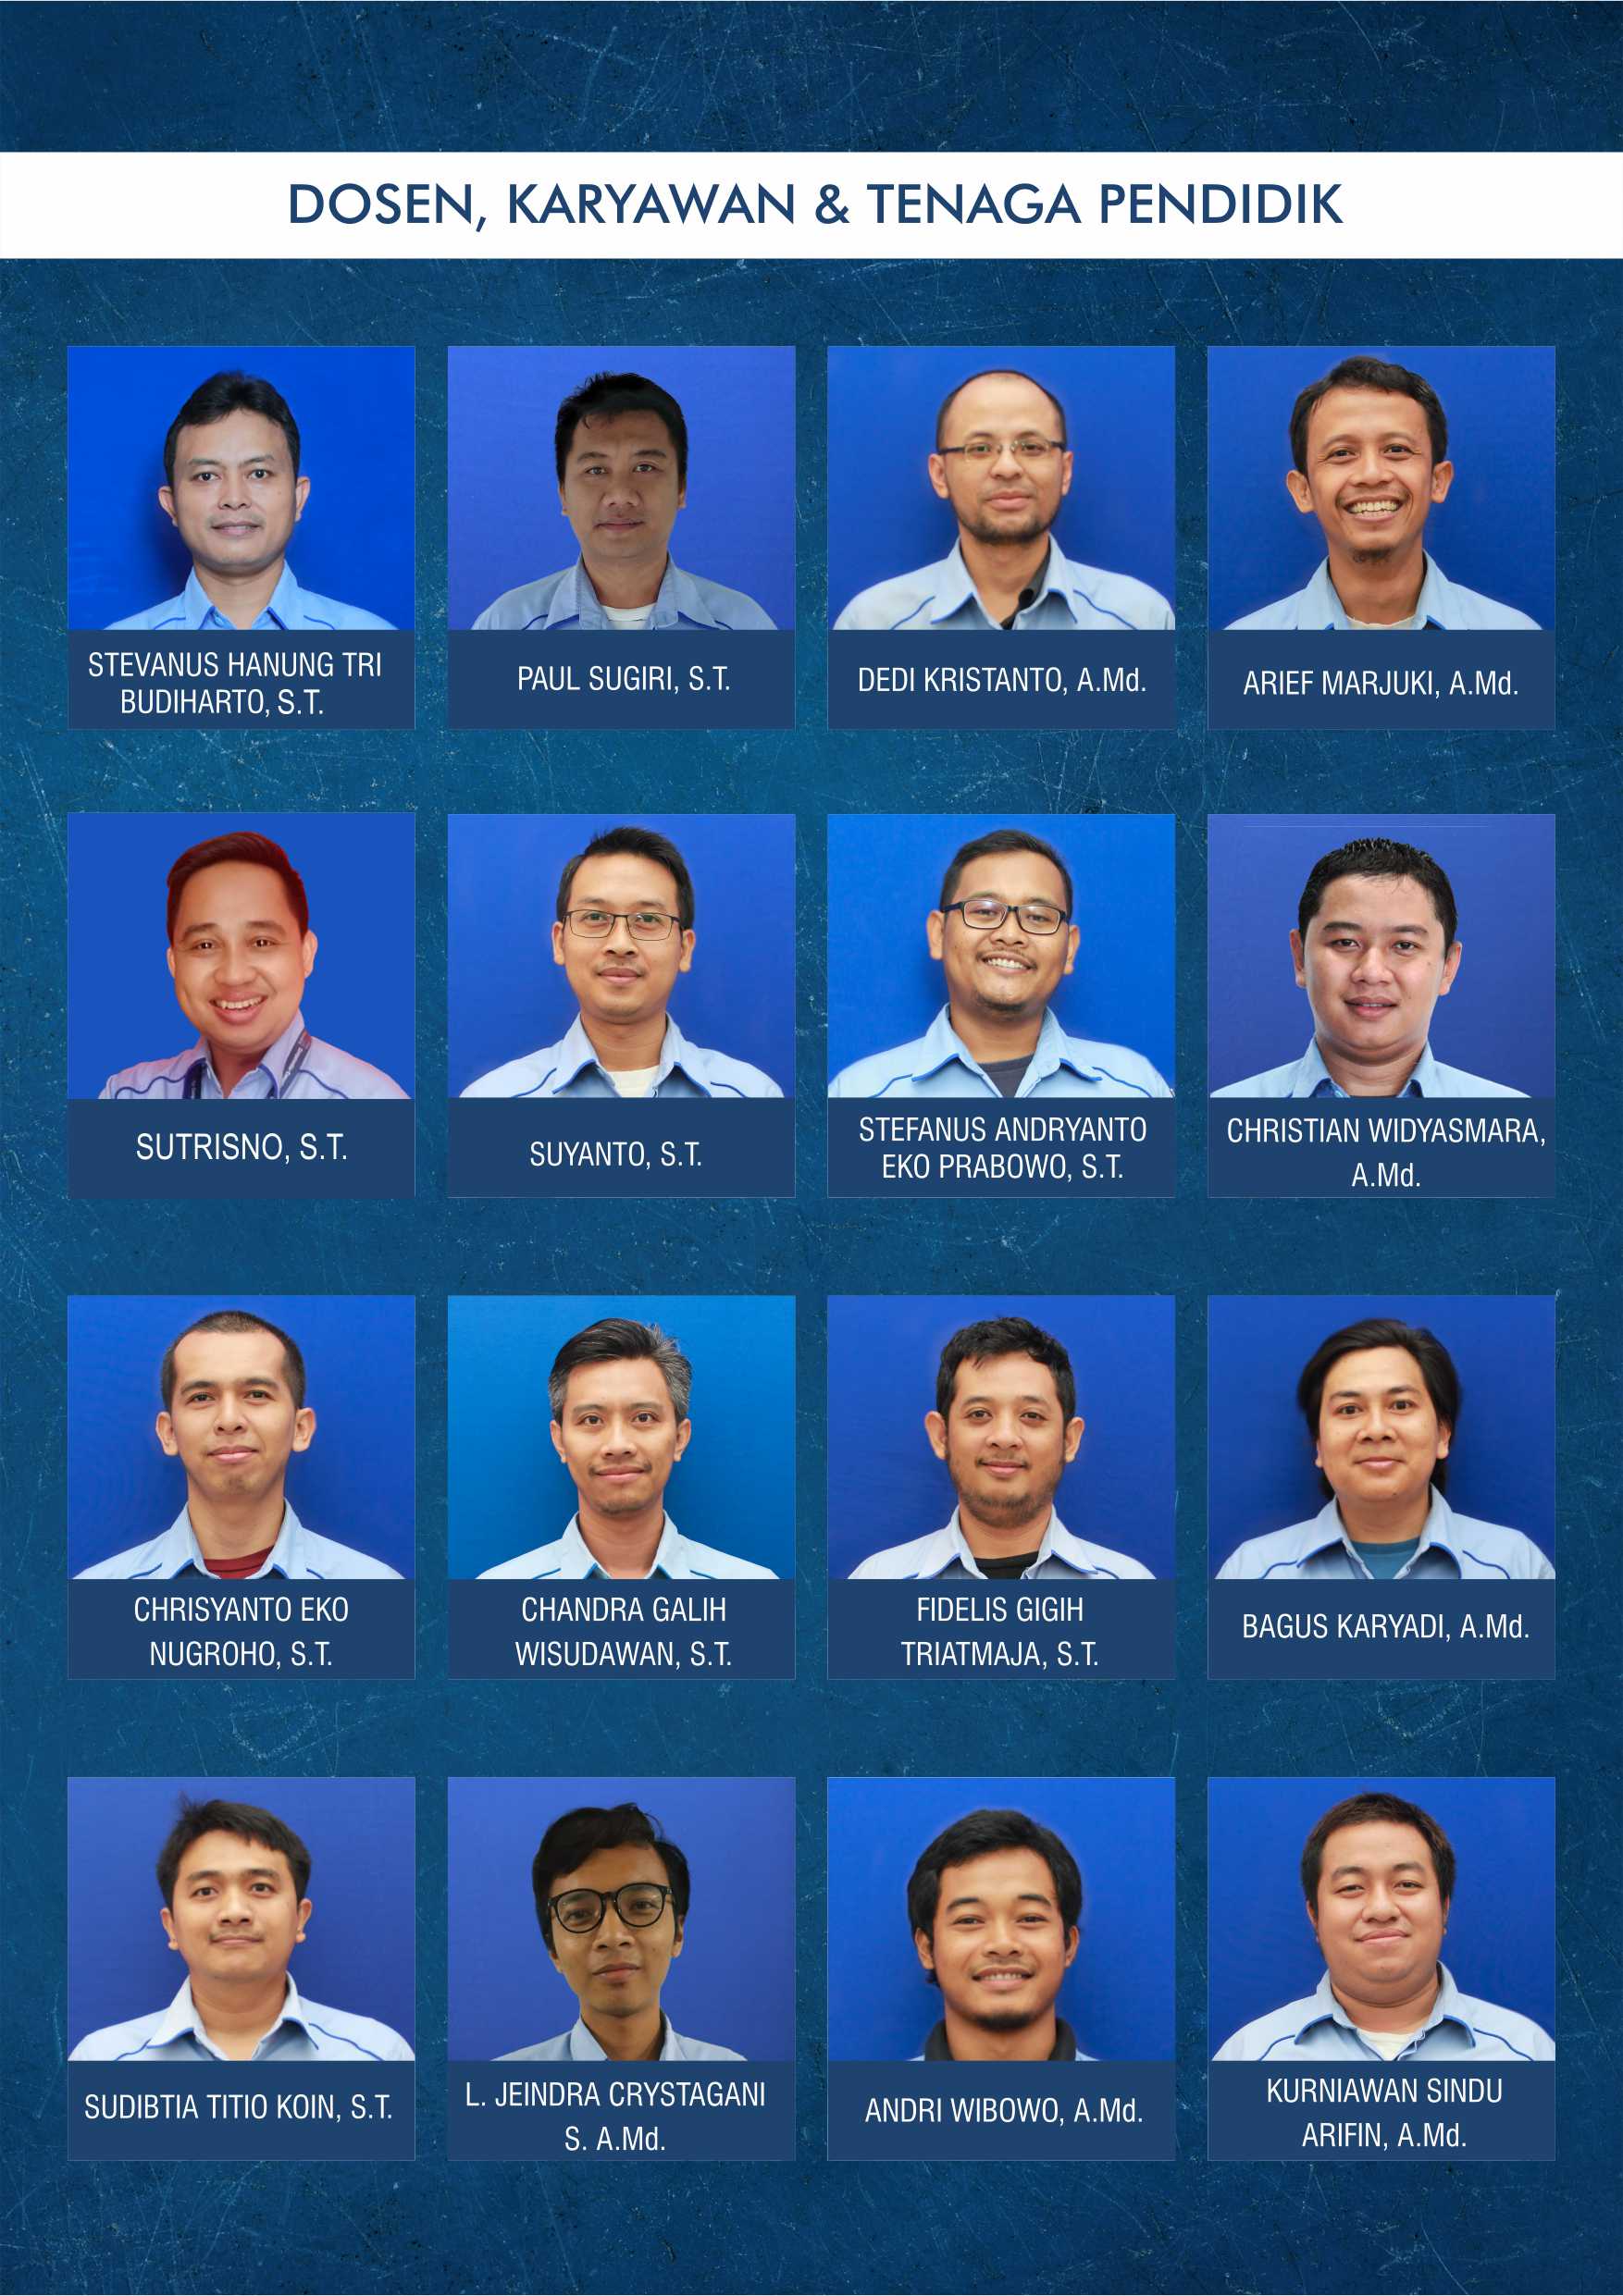 DOSEN, KARYAWAN & TENAGA PENDIDIK
STEVANUS HANUNG TRI
BUDIHARTO, S.T.
PAUL SUGIRI, S.T.
DEDI KRISTANTO, A.Md.
ARIEF MARJUKI, A.Md.
SUTRISNO, S.T.
SUYANTO, S.T.
STEFANUS ANDRYANTO
EKO PRABOWO, S.T.
CHRISTIAN WIDYASMARA,
A.Md.
CHRISYANTO EKO
NUGROHO, S.T.
CHANDRA GALIH
WISUDAWAN, S.T.
FIDELIS GIGIH
TRIATMAJA, S.T.
BAGUS KARYADI, A.Md.
SUDIBTIA TITIO KOIN, S.T.
L. JEINDRA CRYSTAGANI
S. A.Md.
ANDRI WIBOWO, A.Md.
KURNIAWAN SINDU
ARIFIN, A.Md.